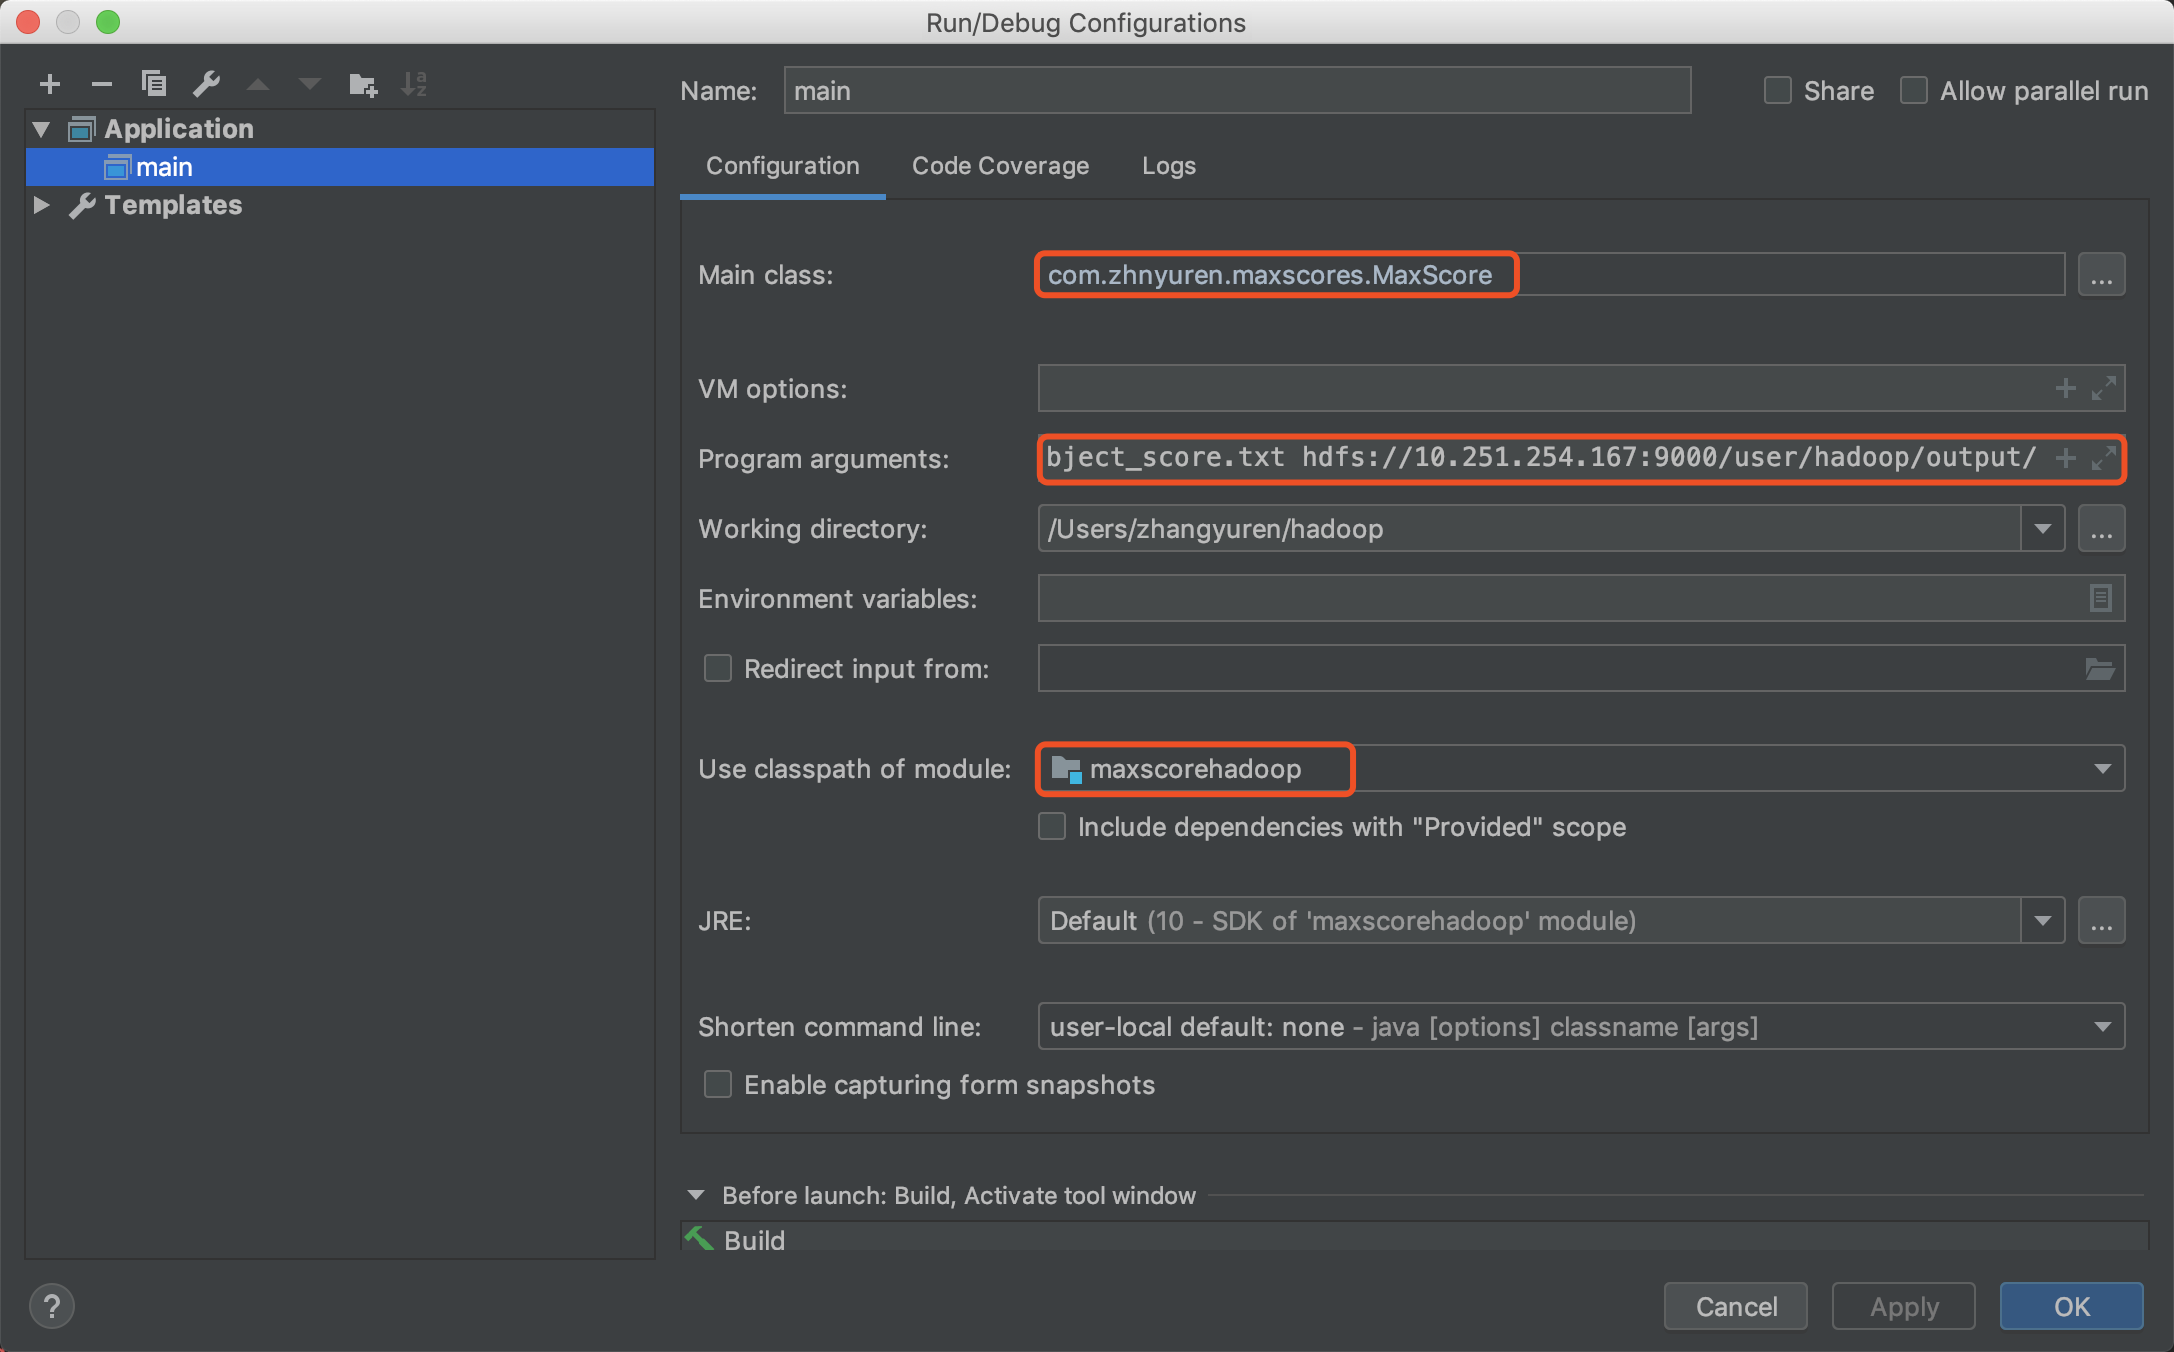 Run/Debug Configurations
Application
main
Templates
Name: main
Share
Allow parallel run
Configuration Code Coverage Logs
Main class: com.zhnyuren.maxscores.MaxScore ...
VM options:
Program arguments: bject_score.txt hdfs://10.251.254.167:9000/user/hadoop/output/
Working directory: /Users/zhangyuren/hadoop ...
Environment variables:
Redirect input from:
Use classpath of module: maxscorehadoop
Include dependencies with "Provided" scope
JRE: Default (10 - SDK of 'maxscorehadoop' module) ...
Shorten command line: user-local default: none - java [options] classname [args]
Enable capturing form snapshots
Before launch: Build, Activate tool window
Build
? Cancel Apply OK